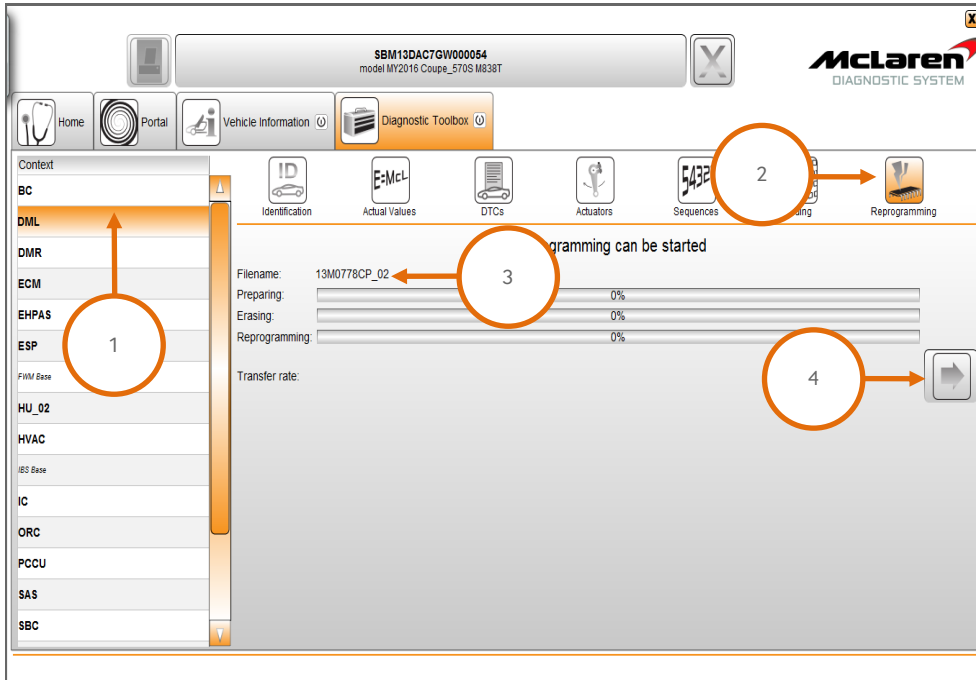 X
SBM13DAC7GW000054
model MY2016 Coupe_570S M838T
X
McLaren
DIAGNOSTIC SYSTEM
Home
Portal
Vehicle Information
Diagnostic Toolbox
Context
BC
DML
DMR
ECM
EHPAS
ESP
FWM Base
HU_02
HVAC
IBS Base
IC
ORC
PCCU
SAS
SBC
ID
Identification
E=McL
Actual Values
DTCs
Actuators
5432
Sequences
Reprogramming
gramming can be started
Filename: 13M0778CP_02
Preparing: 0%
Erasing: 0%
Reprogramming: 0%
Transfer rate:
1
2
3
4